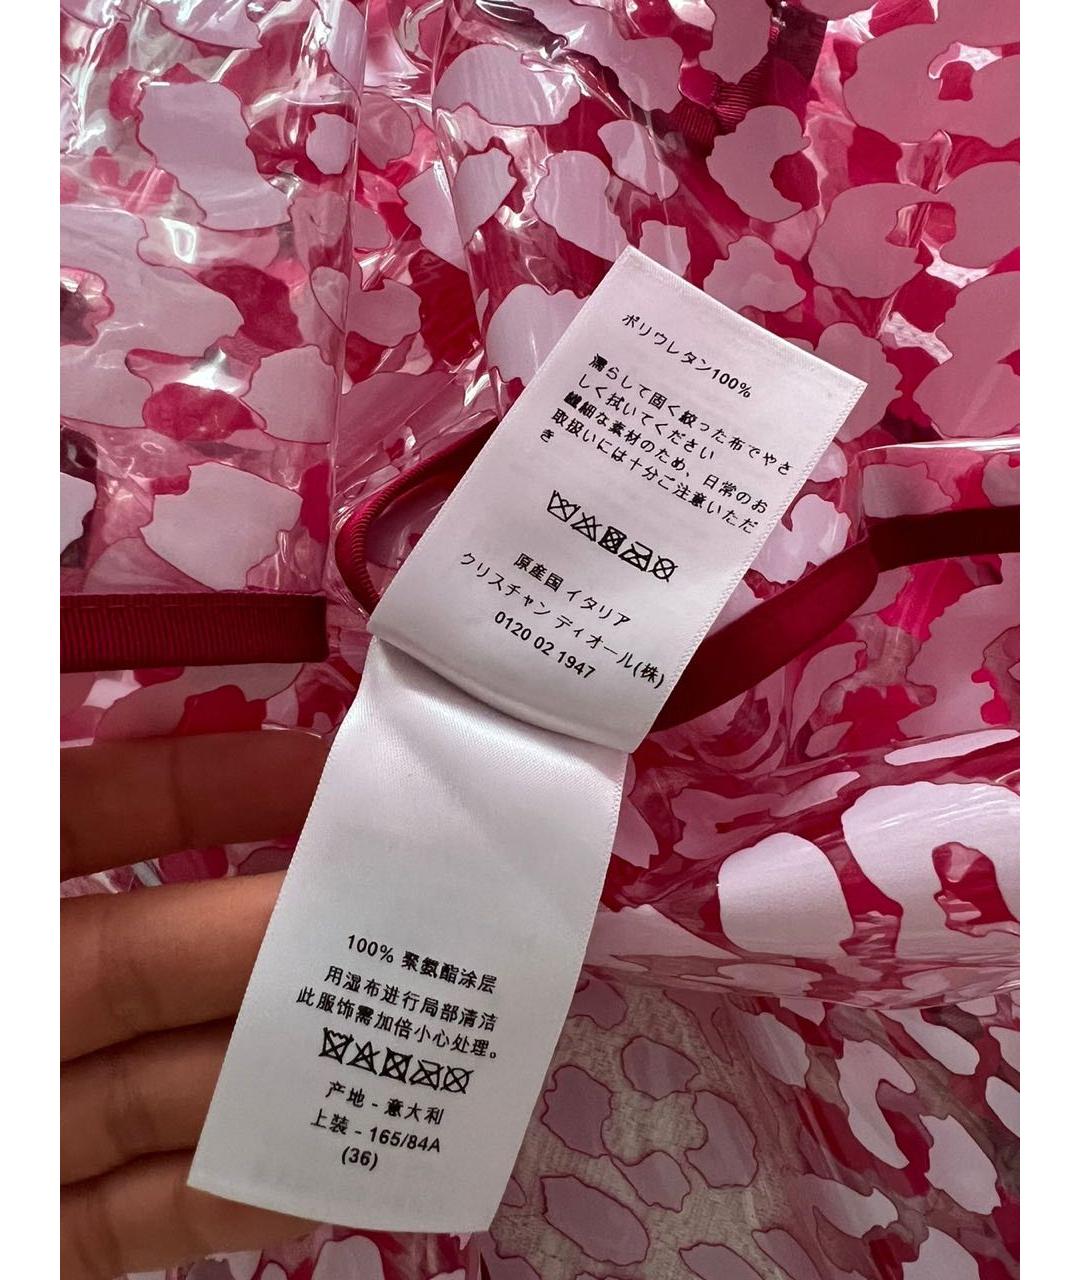 ポリウレタン100%
濡らして固く絞った布でやさ
しく拭いてください
繊細な素材のため、日常のお
取扱いには十分ご注意いただ
き
原産国 イタリア
クリスチャン ディオール(株)
0120 02 1947
100% 聚氨酯涂层
用湿布进行局部清洁
此服饰需加倍小心处理。
产地 - 意大利
上装 - 165/84A
(36)